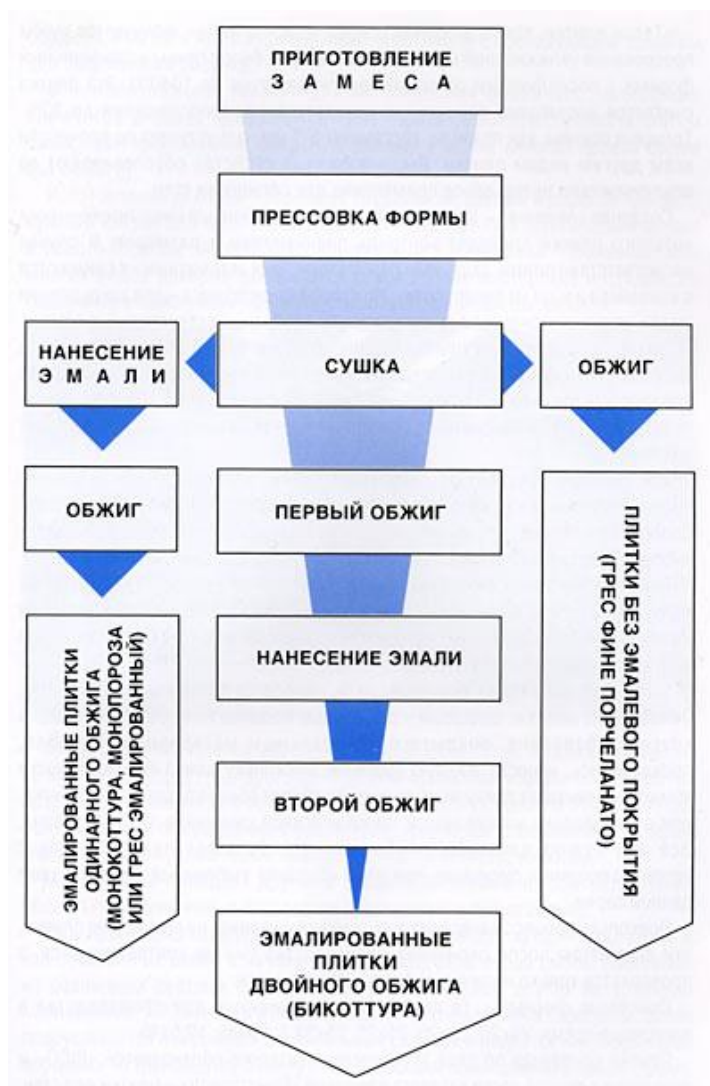 ПРИГОТОВЛЕНИЕ
ЗАМЕСА
ПРЕССОВКА ФОРМЫ
НАНЕСЕНИЕ
ЭМАЛИ
СУШКА
ОБЖИГ
ОБЖИГ
ПЕРВЫЙ ОБЖИГ
ПЛИТКИ БЕЗ ЭМАЛЕВОГО ПОКРЫТИЯ
(ГРЕС ФИНЕ ПОРЧЕЛАНАТО)
ЭМАЛИРОВАННЫЕ ПЛИТКИ
ОДИНАРНОГО ОБЖИГА
(МОНОКОТТУРА, МОНОПОРОЗА
ИЛИ ГРЕС ЭМАЛИРОВАННЫЙ)
НАНЕСЕНИЕ ЭМАЛИ
ВТОРОЙ ОБЖИГ
ЭМАЛИРОВАННЫЕ
ПЛИТКИ
ДВОЙНОГО ОБЖИГА
(БИКОТТУРА)